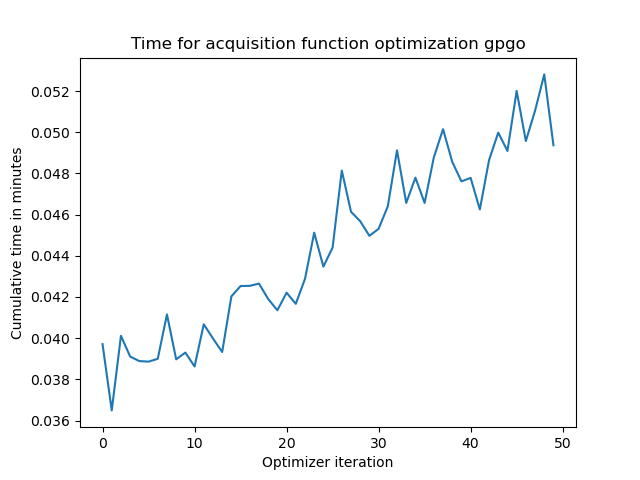 Time for acquisition function optimization gpgo
Cumulative time in minutes
0.052
0.050
0.048
0.046
0.044
0.042
0.040
0.038
0.036
0 10 20 30 40 50
Optimizer iteration